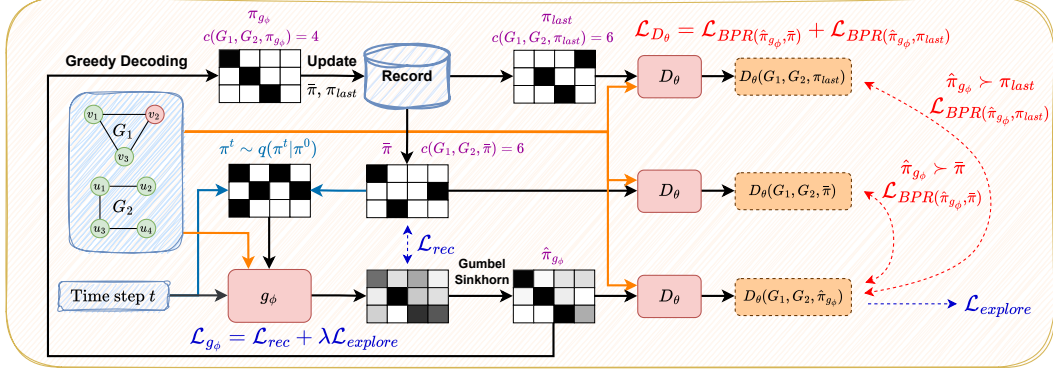 π_{g_ϕ}
c(G_1, G_2, π_{g_ϕ}) = 4
π_{last}
c(G_1, G_2, π_{last}) = 6
𝓛_{D_θ} = 𝓛_{BPR(π̂_{g_ϕ}, π̄)} + 𝓛_{BPR(π̂_{g_ϕ}, π_{last})}
Greedy Decoding
Update
π̄, π_{last}
Record
D_θ
D_θ(G_1, G_2, π_{last})
π̂_{g_ϕ} ≻ π_{last}
𝓛_{BPR(π̂_{g_ϕ}, π_{last})}
v_1
v_2
G_1
v_3
u_1
u_2
G_2
u_3
u_4
π^t ∼ q(π^t|π^0)
π̄
c(G_1, G_2, π̄) = 6
D_θ
D_θ(G_1, G_2, π̄)
π̂_{g_ϕ} ≻ π̄
𝓛_{BPR(π̂_{g_ϕ}, π̄)}
𝓛_{rec}
Time step t
g_ϕ
Gumbel
Sinkhorn
π̂_{g_ϕ}
D_θ
D_θ(G_1, G_2, π̂_{g_ϕ})
𝓛_{explore}
𝓛_{g_ϕ} = 𝓛_{rec} + λ𝓛_{explore}